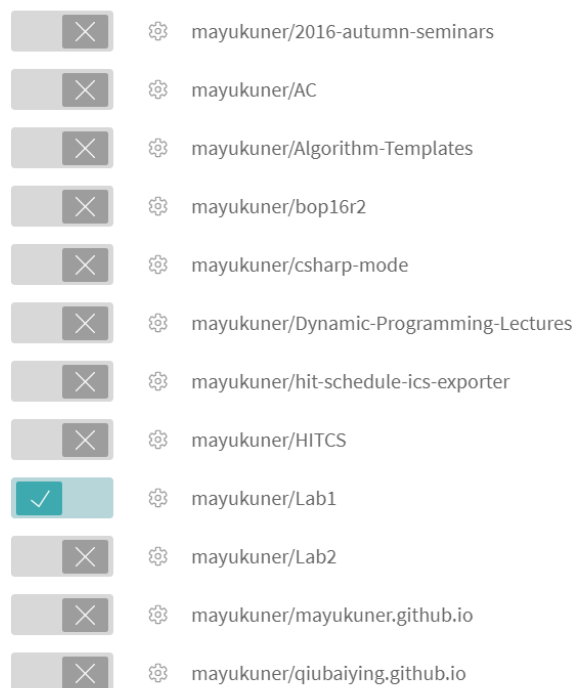 mayukuner/2016-autumn-seminars
mayukuner/AC
mayukuner/Algorithm-Templates
mayukuner/bop16r2
mayukuner/csharp-mode
mayukuner/Dynamic-Programming-Lectures
mayukuner/hit-schedule-ics-exporter
mayukuner/HITCS
mayukuner/Lab1
mayukuner/Lab2
mayukuner/mayukuner.github.io
mayukuner/qiubaiying.github.io